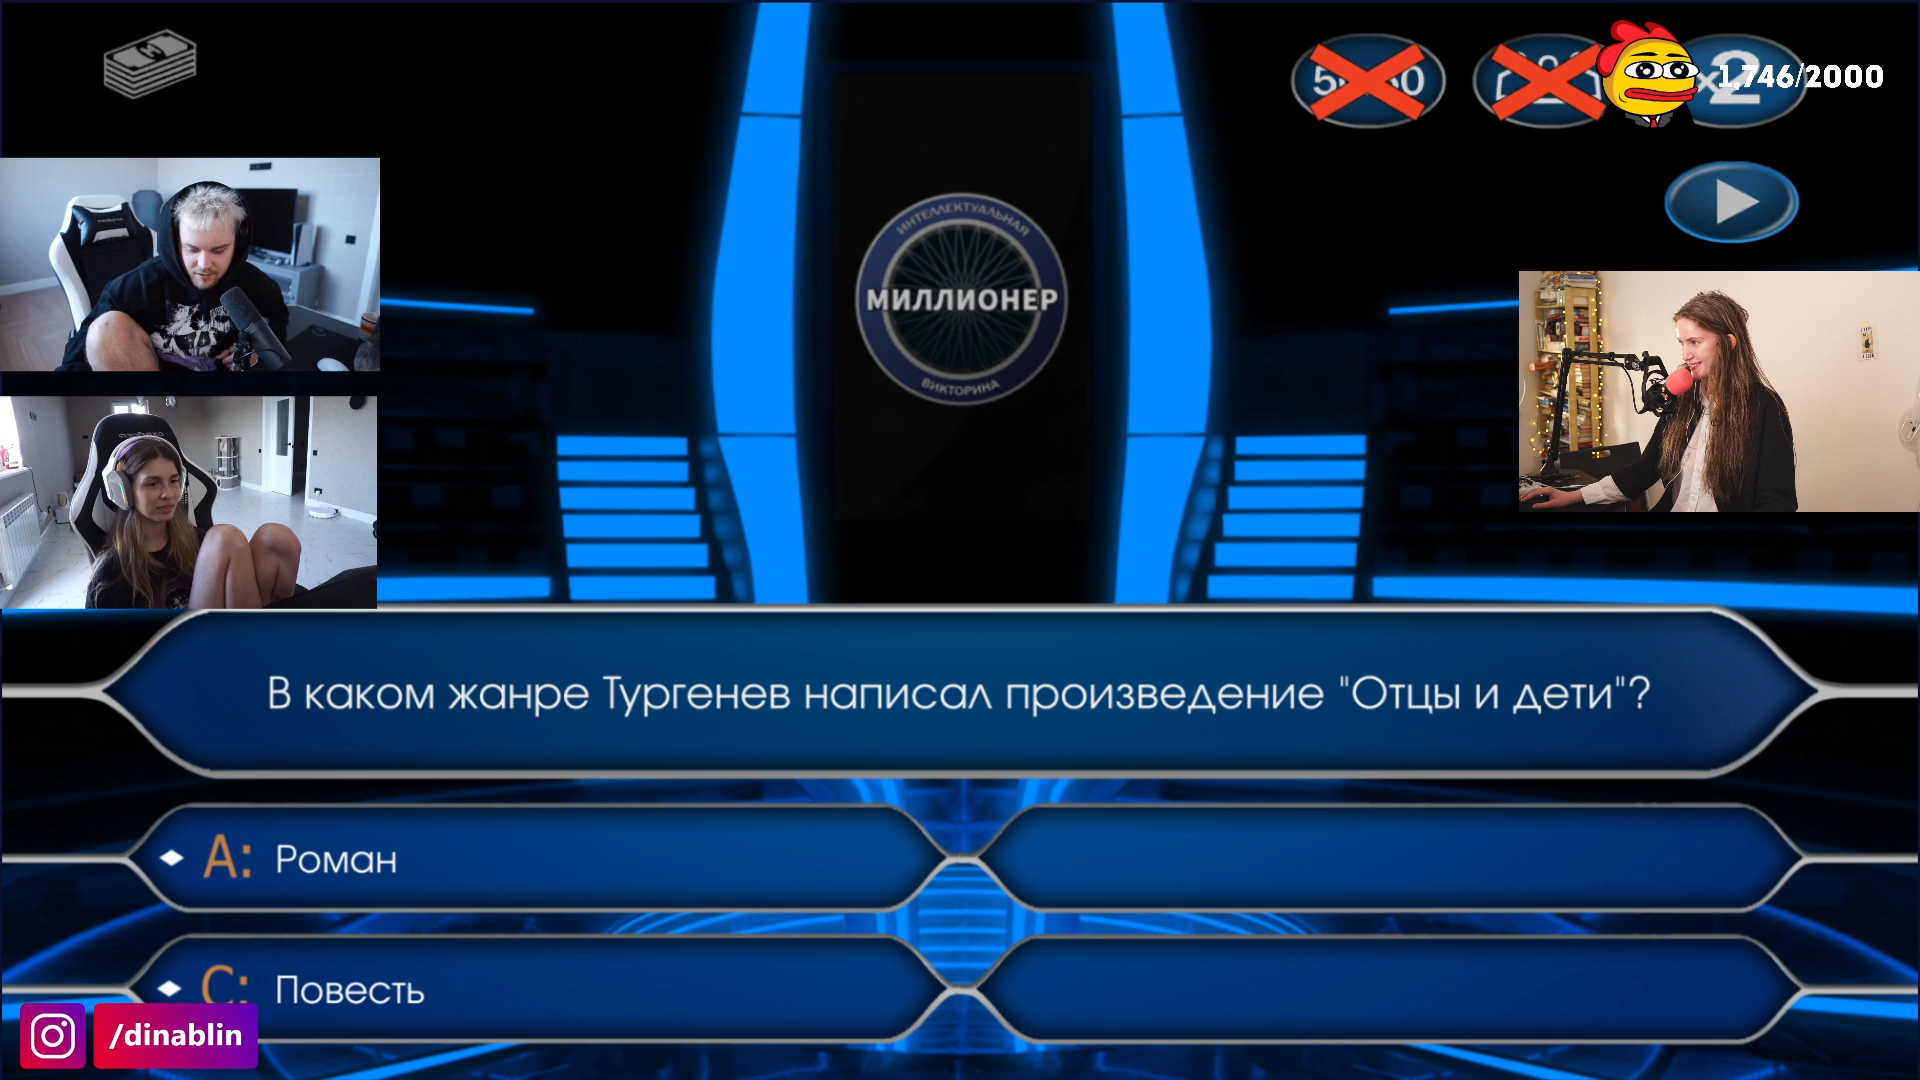 1,746/2000
ИНТЕЛЛЕКТУАЛЬНАЯ
МИЛЛИОНЕР
ВИКТОРИНА
В каком жанре Тургенев написал произведение "Отцы и дети"?
A: Роман
C: Повесть
/dinablin